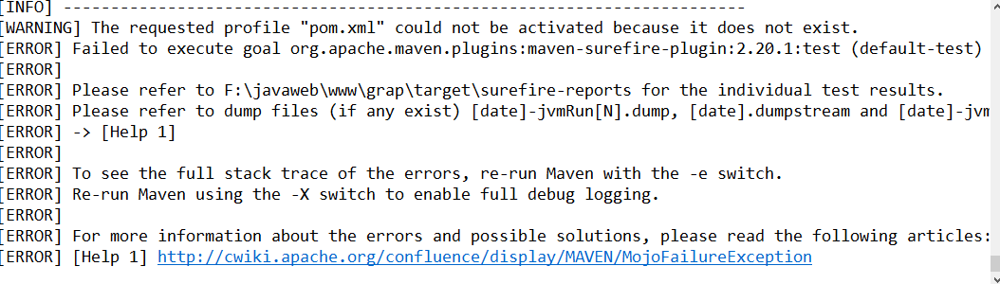 [INFO] ------------------------------------------------------------------------
[WARNING] The requested profile "pom.xml" could not be activated because it does not exist.
[ERROR] Failed to execute goal org.apache.maven.plugins:maven-surefire-plugin:2.20.1:test (default-test)
[ERROR]
[ERROR] Please refer to F:\javaweb\www\grap\target\surefire-reports for the individual test results.
[ERROR] Please refer to dump files (if any exist) [date]-jvmRun[N].dump, [date].dumpstream and [date]-jvm
[ERROR] -> [Help 1]
[ERROR]
[ERROR] To see the full stack trace of the errors, re-run Maven with the -e switch.
[ERROR] Re-run Maven using the -X switch to enable full debug logging.
[ERROR]
[ERROR] For more information about the errors and possible solutions, please read the following articles:
[ERROR] [Help 1] http://cwiki.apache.org/confluence/display/MAVEN/MojoFailureException